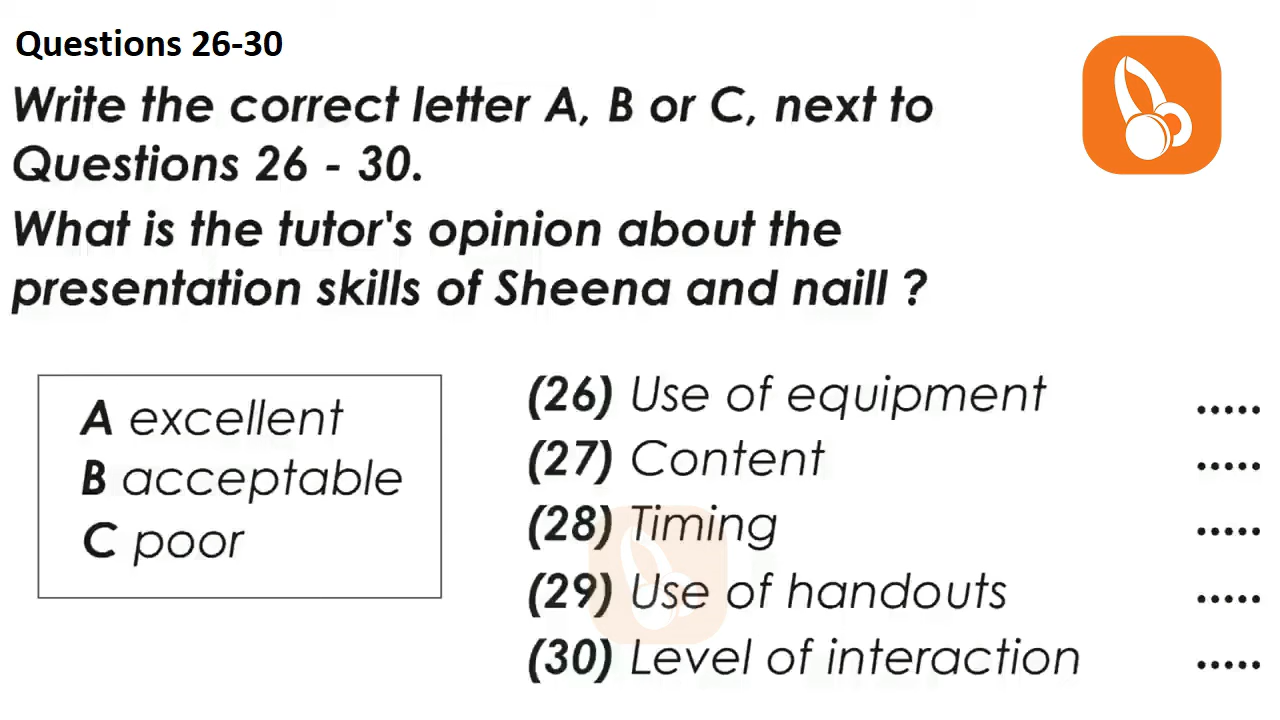 Questions 26-30
Write the correct letter A, B or C, next to
Questions 26 - 30.
What is the tutor's opinion about the
presentation skills of Sheena and naill ?
A excellent
B acceptable
C poor
(26) Use of equipment .....
(27) Content .....
(28) Timing .....
(29) Use of handouts .....
(30) Level of interaction .....